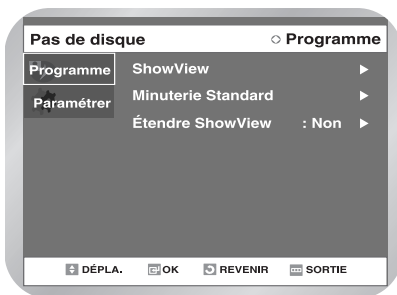 Pas de disque Programme
Programme ShowView
Minuterie Standard
Paramétrer
Étendre ShowView : Non
DÉPLA. OK REVENIR SORTIE